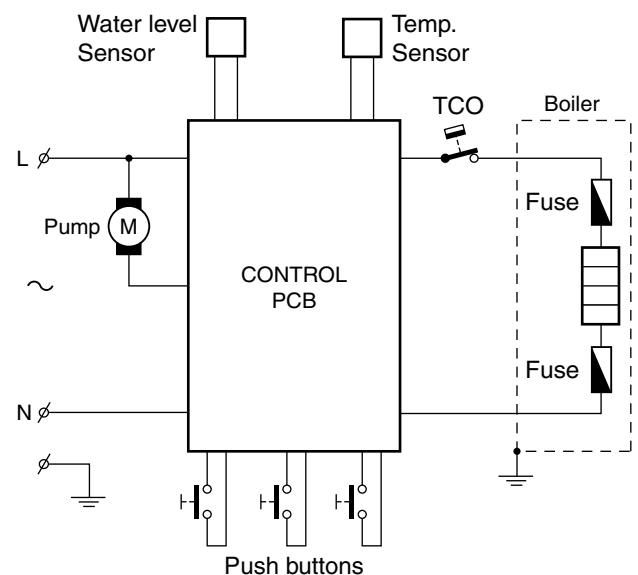 Water level
Sensor
Temp.
Sensor
TCO
Boiler
L
Fuse
Pump
M
CONTROL
PCB
Fuse
N
Push buttons